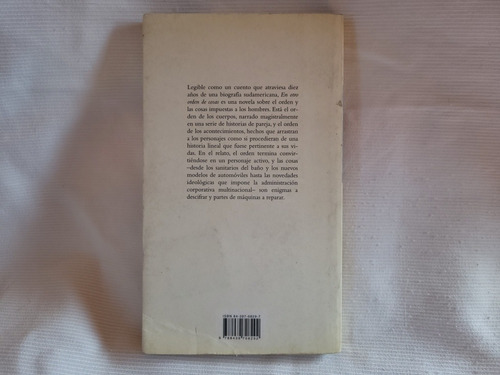 Legible como un cuento que atraviesa diez
años de una biografía sudamericana, En otro
orden de cosas es una novela sobre el orden y
las cosas impuestas a los hombres. Está el or-
den de los cuerpos, narrado magistralmente
en una serie de historias de pareja, y el orden
de los acontecimientos, hechos que arrastran
a los personajes como si procedieran de una
historia lineal que fuese pertinente a sus vi-
das. En el relato, el orden termina convir-
tiéndose en un personaje activo, y las cosas
–desde los sanitarios del baño y los nuevos
modelos de automóviles hasta las novedades
ideológicas que impone la administración
corporativa multinacional– son enigmas a
descifrar y partes de máquinas a reparar.